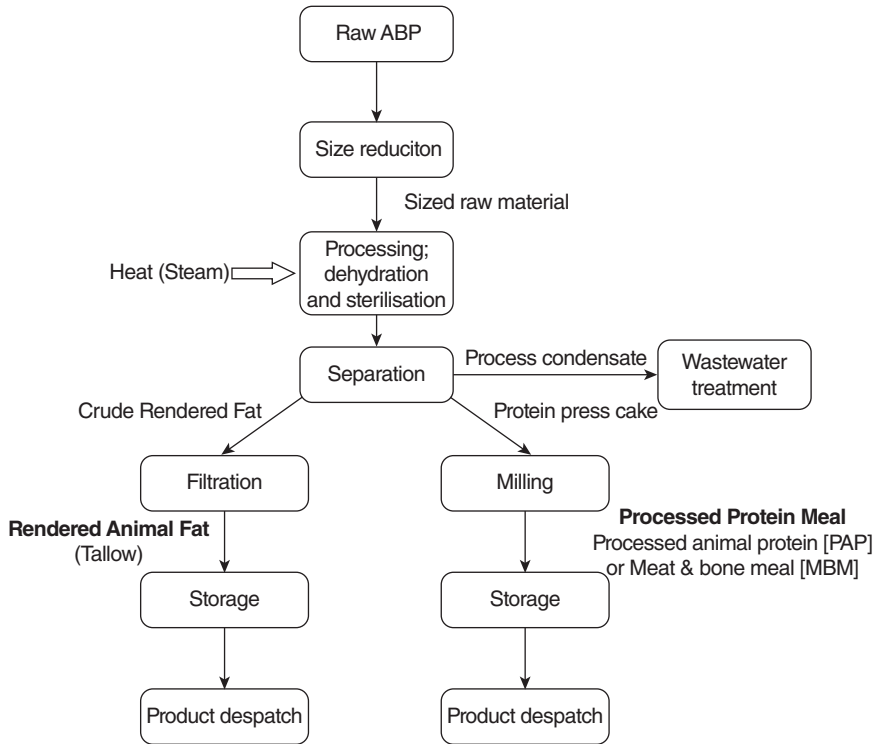 Raw ABP
Size reduciton
Sized raw material
Heat (Steam)
Processing;
dehydration
and sterilisation
Separation
Process condensate
Wastewater
treatment
Crude Rendered Fat
Protein press cake
Filtration
Milling
Rendered Animal Fat
(Tallow)
Processed Protein Meal
Processed animal protein [PAP]
or Meat & bone meal [MBM]
Storage
Storage
Product despatch
Product despatch